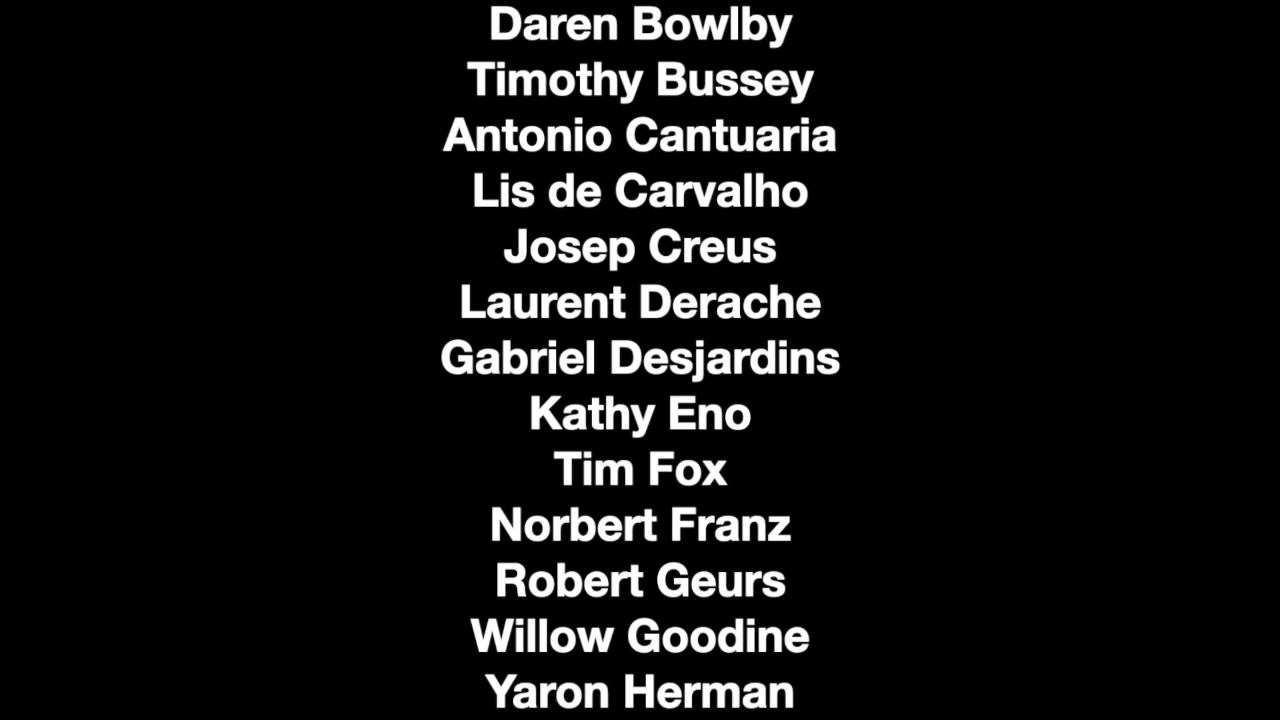 Daren Bowlby
Timothy Bussey
Antonio Cantuaria
Lis de Carvalho
Josep Creus
Laurent Derache
Gabriel Desjardins
Kathy Eno
Tim Fox
Norbert Franz
Robert Geurs
Willow Goodine
Yaron Herman